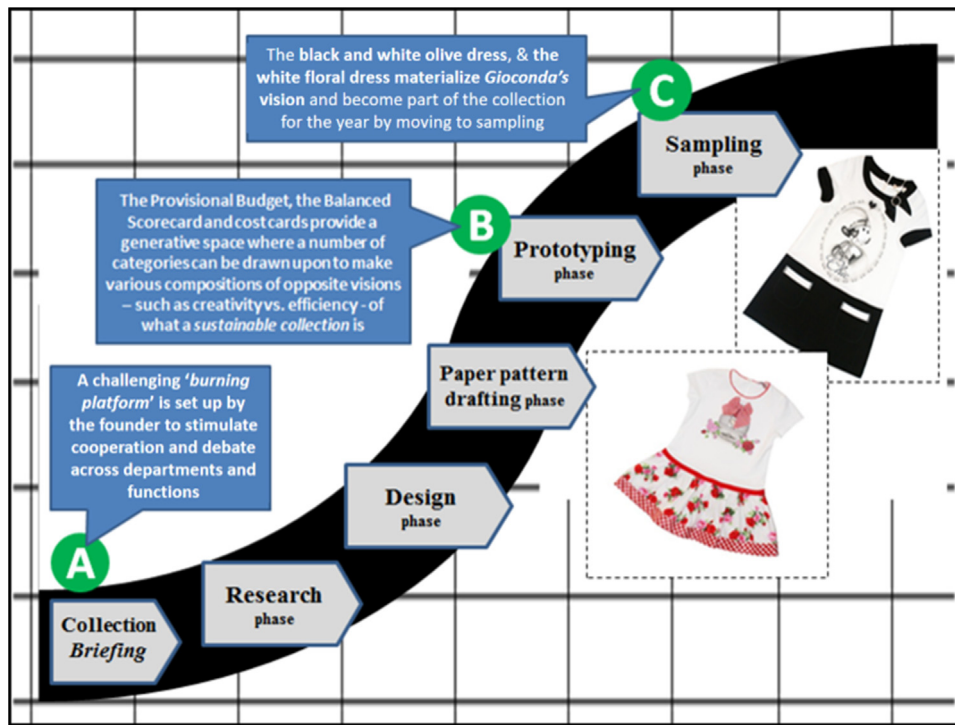 The black and white olive dress, & the
white floral dress materialize Gioconda's
vision and become part of the collection
for the year by moving to sampling
C
Sampling
phase
The Provisional Budget, the Balanced
Scorecard and cost cards provide a
generative space where a number of
categories can be drawn upon to make
various compositions of opposite visions
– such as creativity vs. efficiency - of
what a sustainable collection is
B
Prototyping
phase
Paper pattern
drafting phase
A challenging ‘burning
platform’ is set up by
the founder to stimulate
cooperation and debate
across departments and
functions
Design
phase
A
Research
phase
Collection
Briefing